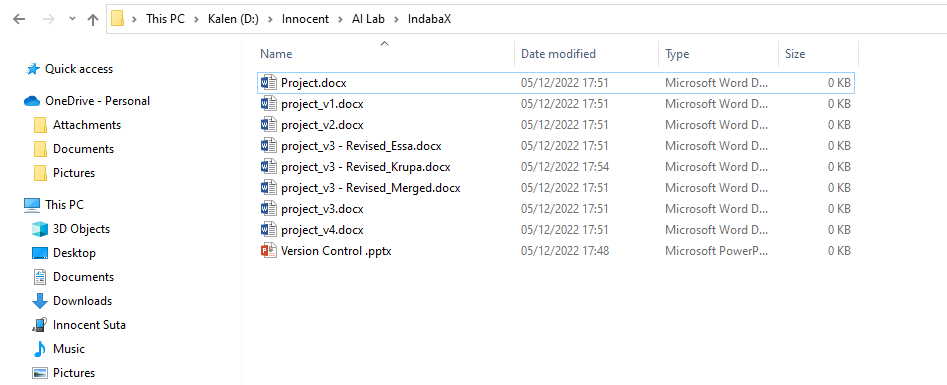 This PC > Kalen (D:) > Innocent > AI Lab > IndabaX
Name Date modified Type Size
Quick access
OneDrive - Personal
Attachments
Documents
Pictures
This PC
3D Objects
Desktop
Documents
Downloads
Innocent Suta
Music
Pictures
Project.docx 05/12/2022 17:51 Microsoft Word D... 0 KB
project_v1.docx 05/12/2022 17:51 Microsoft Word D... 0 KB
project_v2.docx 05/12/2022 17:51 Microsoft Word D... 0 KB
project_v3 - Revised_Essa.docx 05/12/2022 17:51 Microsoft Word D... 0 KB
project_v3 - Revised_Krupa.docx 05/12/2022 17:54 Microsoft Word D... 0 KB
project_v3 - Revised_Merged.docx 05/12/2022 17:51 Microsoft Word D... 0 KB
project_v3.docx 05/12/2022 17:51 Microsoft Word D... 0 KB
project_v4.docx 05/12/2022 17:51 Microsoft Word D... 0 KB
Version Control .pptx 05/12/2022 17:48 Microsoft PowerP... 0 KB